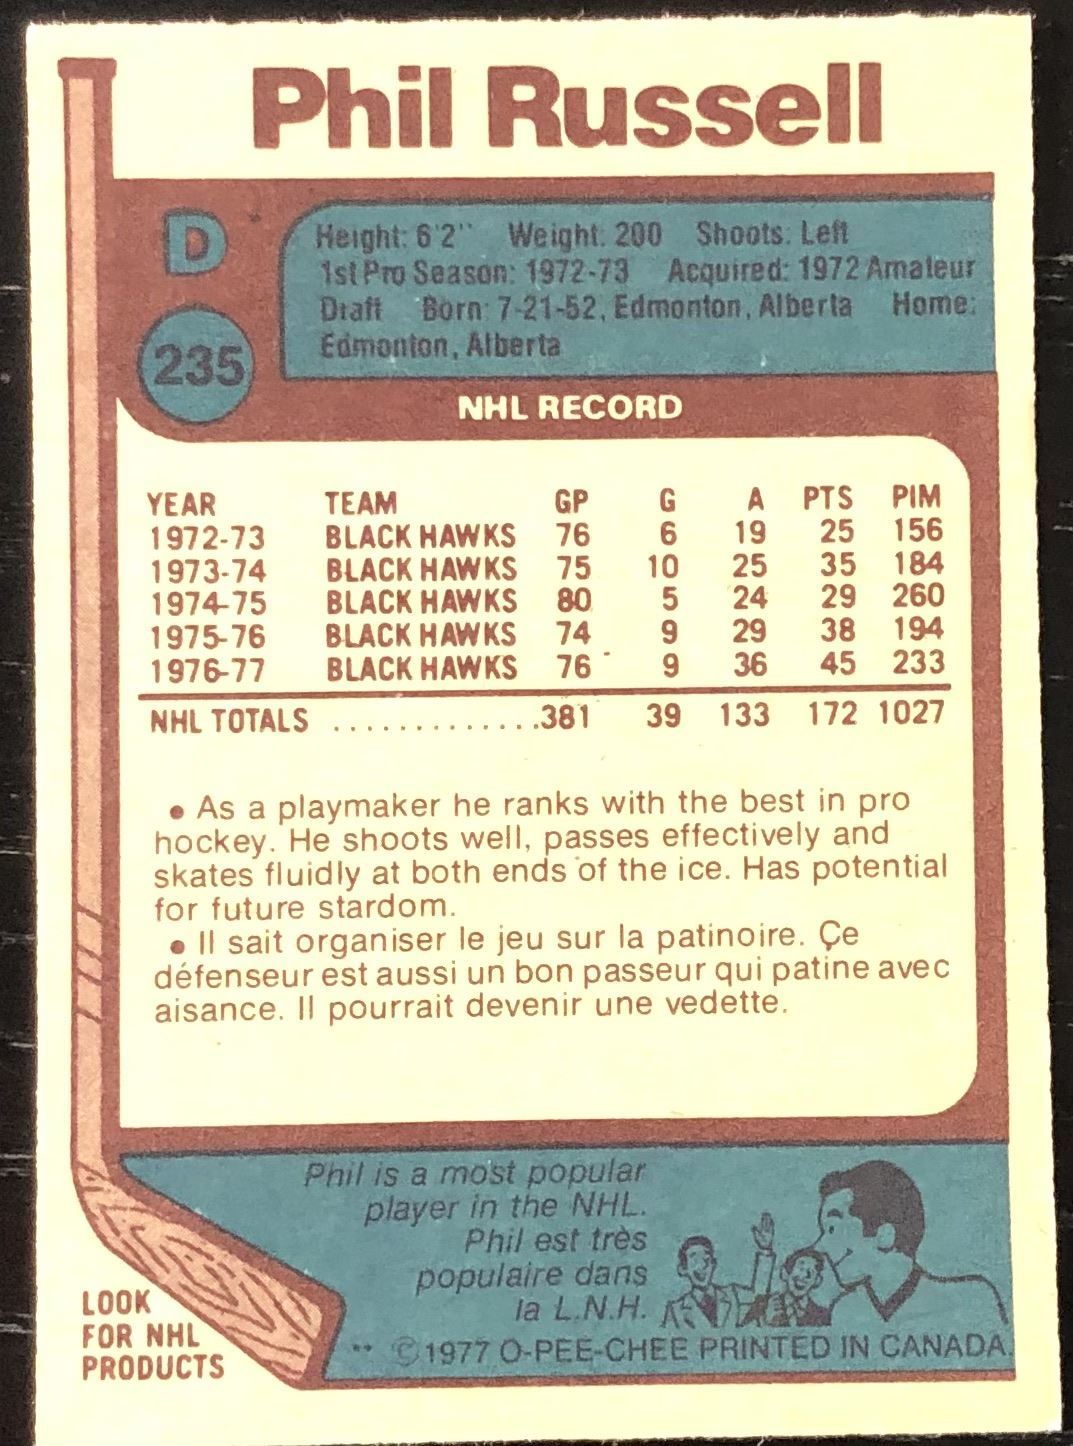 Phil Russell
D
Height: 6'2" Weight: 200 Shoots: Left
1st Pro Season: 1972-73 Acquired: 1972 Amateur
Draft Born: 7-21-52, Edmonton, Alberta Home:
Edmonton, Alberta
235
NHL RECORD
YEAR TEAM GP G A PTS PIM
1972-73 BLACK HAWKS 76 6 19 25 156
1973-74 BLACK HAWKS 75 10 25 35 184
1974-75 BLACK HAWKS 80 5 24 29 260
1975-76 BLACK HAWKS 74 9 29 38 194
1976-77 BLACK HAWKS 76 9 36 45 233
NHL TOTALS .............381 39 133 172 1027
• As a playmaker he ranks with the best in pro
hockey. He shoots well, passes effectively and
skates fluidly at both ends of the ice. Has potential
for future stardom.
• Il sait organiser le jeu sur la patinoire. Çe
défenseur est aussi un bon passeur qui patine avec
aisance. Il pourrait devenir une vedette.
Phil is a most popular
player in the NHL.
Phil est très
populaire dans
la L.N.H.
LOOK
FOR NHL
PRODUCTS
** ©1977 O-PEE-CHEE PRINTED IN CANADA.